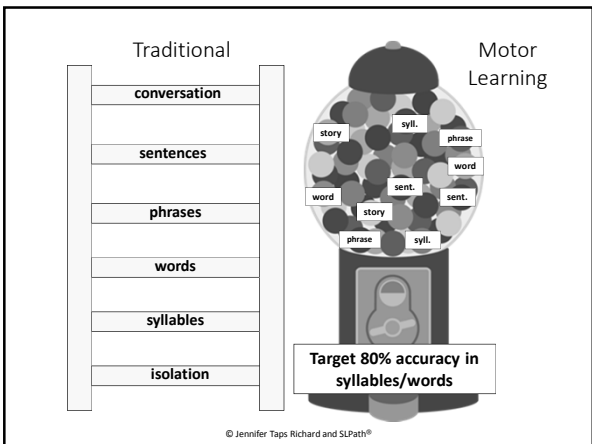 Traditional
conversation
sentences
phrases
words
syllables
isolation
Motor
Learning
syll.
story
phrase
word
sent.
word
sent.
story
phrase
syll.
Target 80% accuracy in
syllables/words
© Jennifer Taps Richard and SLPath®